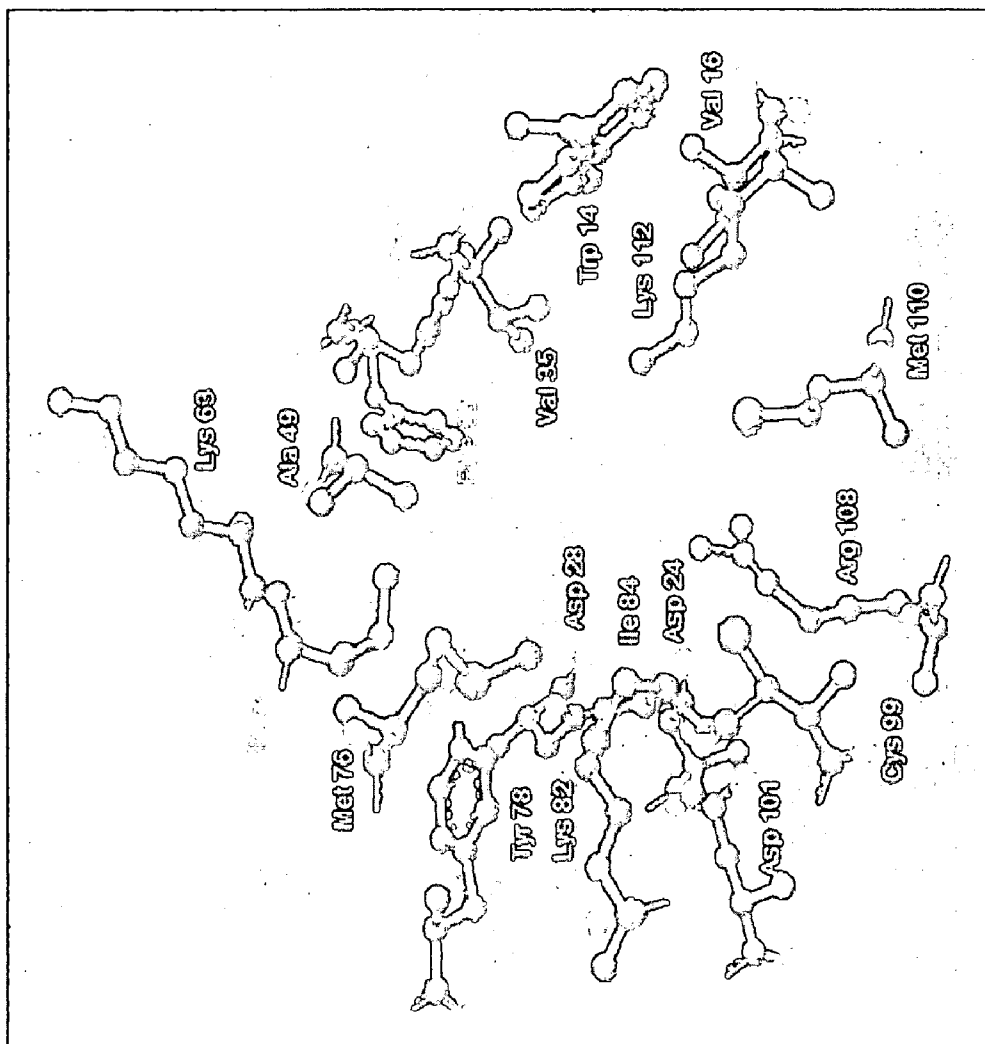 Lys 63
Ala 49
Met 76
Tyr 78
Val 35
Lys 82
Asp 28
Trp 14
Ile 84
Lys 112
Asp 24
Val 16
Asp 101
Arg 108
Cys 99
Met 110